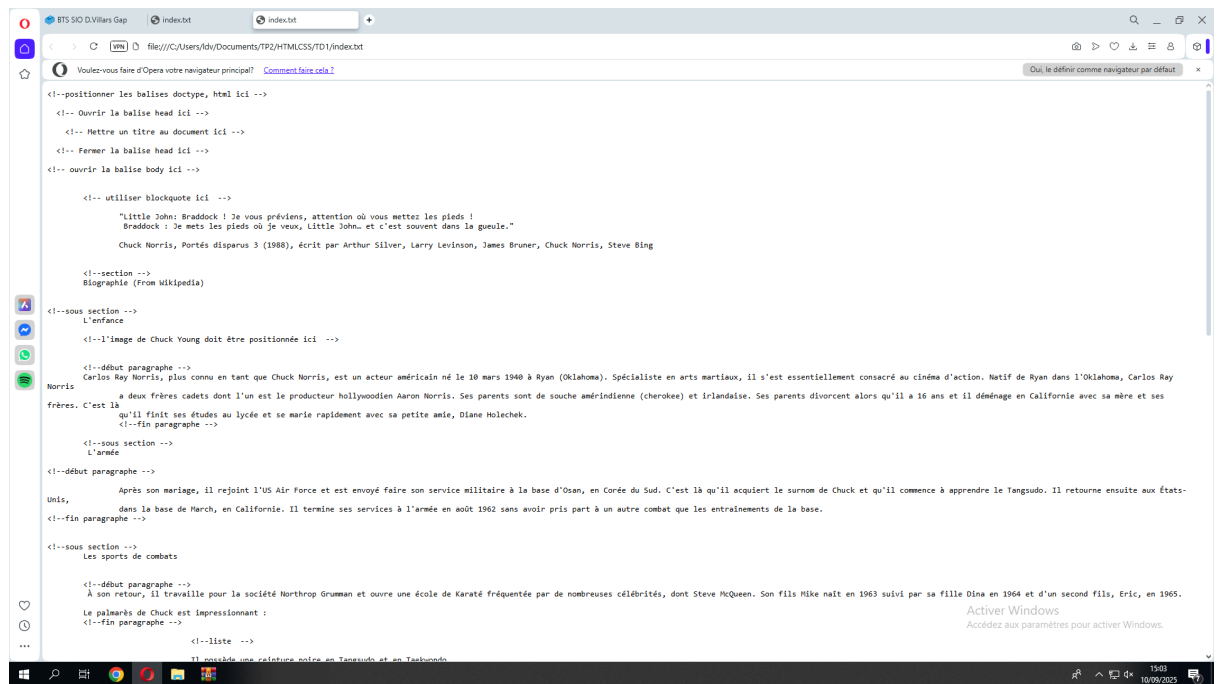 BTS SIO D.Villars Gap
index.txt
index.txt
VPN
file:///C:/Users/ldv/Documents/TP2/HTMLCSS/TD1/index.txt
Voulez-vous faire d'Opera votre navigateur principal? Comment faire cela ?
Oui, le définir comme navigateur par défaut
<!--positionner les balises doctype, html ici -->
<!-- Ouvrir la balise head ici -->
<!-- Mettre un titre au document ici -->
<!-- Fermer la balise head ici -->
<!-- ouvrir la balise body ici -->
<!-- utiliser blockquote ici  -->
"Little John: Braddock ! Je vous préviens, attention où vous mettez les pieds !
Braddock : Je mets les pieds où je veux, Little John… et c'est souvent dans la gueule."
Chuck Norris, Portés disparus 3 (1988), écrit par Arthur Silver, Larry Levinson, James Bruner, Chuck Norris, Steve Bing
<!--section -->
Biographie (From Wikipedia)
<!--sous section -->
L'enfance
<!--l'image de Chuck Young doit être positionnée ici  -->
<!--début paragraphe -->
Carlos Ray Norris, plus connu en tant que Chuck Norris, est un acteur américain né le 10 mars 1940 à Ryan (Oklahoma). Spécialiste en arts martiaux, il s'est essentiellement consacré au cinéma d'action. Natif de Ryan dans l'Oklahoma, Carlos Ray
Norris
a deux frères cadets dont l'un est le producteur hollywoodien Aaron Norris. Ses parents sont de souche amérindienne (cherokee) et irlandaise. Ses parents divorcent alors qu'il a 16 ans et il déménage en Californie avec sa mère et ses
frères. C'est là
qu'il finit ses études au lycée et se marie rapidement avec sa petite amie, Diane Holechek.
<!--fin paragraphe -->
<!--sous section -->
L'armée
<!--début paragraphe -->
Après son mariage, il rejoint l'US Air Force et est envoyé faire son service militaire à la base d'Osan, en Corée du Sud. C'est là qu'il acquiert le surnom de Chuck et qu'il commence à apprendre le Tangsudo. Il retourne ensuite aux États-
Unis,
dans la base de March, en Californie. Il termine ses services à l'armée en août 1962 sans avoir pris part à un autre combat que les entraînements de la base.
<!--fin paragraphe -->
<!--sous section -->
Les sports de combats
<!--début paragraphe -->
À son retour, il travaille pour la société Northrop Grumman et ouvre une école de Karaté fréquentée par de nombreuses célébrités, dont Steve McQueen. Son fils Mike naît en 1963 suivi par sa fille Dina en 1964 et d'un second fils, Eric, en 1965.
Le palmarès de Chuck est impressionnant :
<!--fin paragraphe -->
<!--liste  -->
Il possède une ceinture noire en Tangsudo et en Taekwondo
Activer Windows
Accédez aux paramètres pour activer Windows.
15:03
10/09/2025